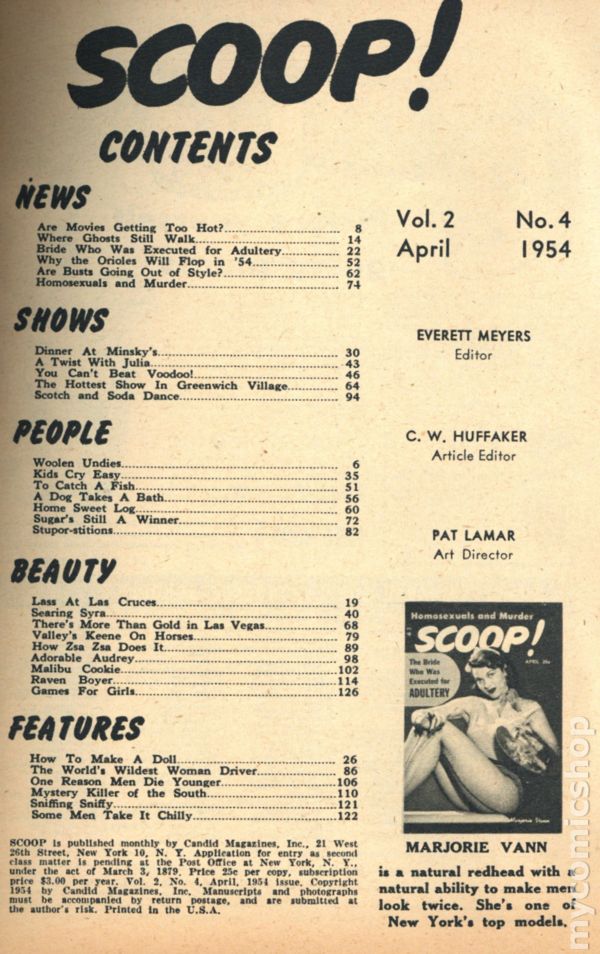 SCOOP!
CONTENTS
NEWS
Are Movies Getting Too Hot? 8
Where Ghosts Still Walk 14
Bride Who Was Executed for Adultery 22
Why the Orioles Will Flop in '54 52
Are Busts Going Out of Style? 62
Homosexuals and Murder 74
SHOWS
Dinner At Minsky's 30
A Twist With Julia 43
You Can't Beat Voodoo! 46
The Hottest Show In Greenwich Village 64
Scotch and Soda Dance 94
PEOPLE
Woolen Undies 6
Kids Cry Easy 35
To Catch A Fish 51
A Dog Takes A Bath 56
Home Sweet Log 60
Sugar's Still A Winner 72
Stupor-stitions 82
BEAUTY
Lass At Las Cruces 19
Searing Syra 40
There's More Than Gold in Las Vegas 68
Valley's Keene On Horses 79
How Zsa Zsa Does It 89
Adorable Audrey 98
Malibu Cookie 102
Raven Boyer 114
Games For Girls 126
FEATURES
How To Make A Doll 26
The World's Wildest Woman Driver 86
One Reason Men Die Younger 106
Mystery Killer of the South 110
Sniffing Sniffy 121
Some Men Take It Chilly 122
SCOOP is published monthly by Candid Magazines, Inc., 21 West
26th Street, New York 10, N. Y. Application for entry as second
class matter is pending at the Post Office at New York, N. Y.,
under the act of March 3, 1879. Price 25c per copy, subscription
price $3.00 per year. Vol. 2, No. 4, April, 1954 issue. Copyright
1954 by Candid Magazines, Inc. Manuscripts and photographs
must be accompanied by return postage, and are submitted at
the author's risk. Printed in the U.S.A.
Vol. 2 No. 4
April 1954
EVERETT MEYERS
Editor
C. W. HUFFAKER
Article Editor
PAT LAMAR
Art Director
Homosexuals and Murder
SCOOP!
APRIL 25c
The Bride
Who Was
Executed for
ADULTERY
Marjorie Vann
MARJORIE VANN
is a natural redhead with a
natural ability to make men
look twice. She's one of
New York's top models.
mycomicshop